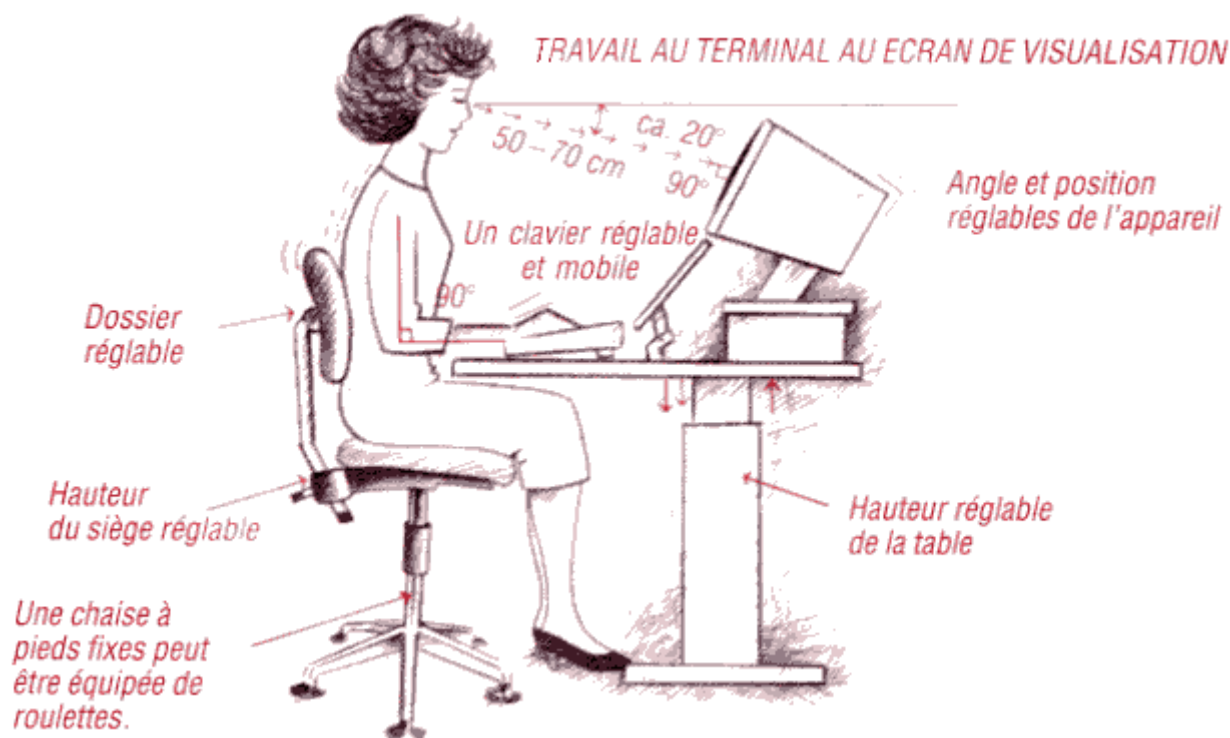 TRAVAIL AU TERMINAL AU ECRAN DE VISUALISATION
ca. 20°
50 – 70 cm
90°
Angle et position
réglables de l'appareil
Un clavier réglable
et mobile
90°
Dossier
réglable
Hauteur
du siège réglable
Hauteur réglable
de la table
Une chaise à
pieds fixes peut
être équipée de
roulettes.